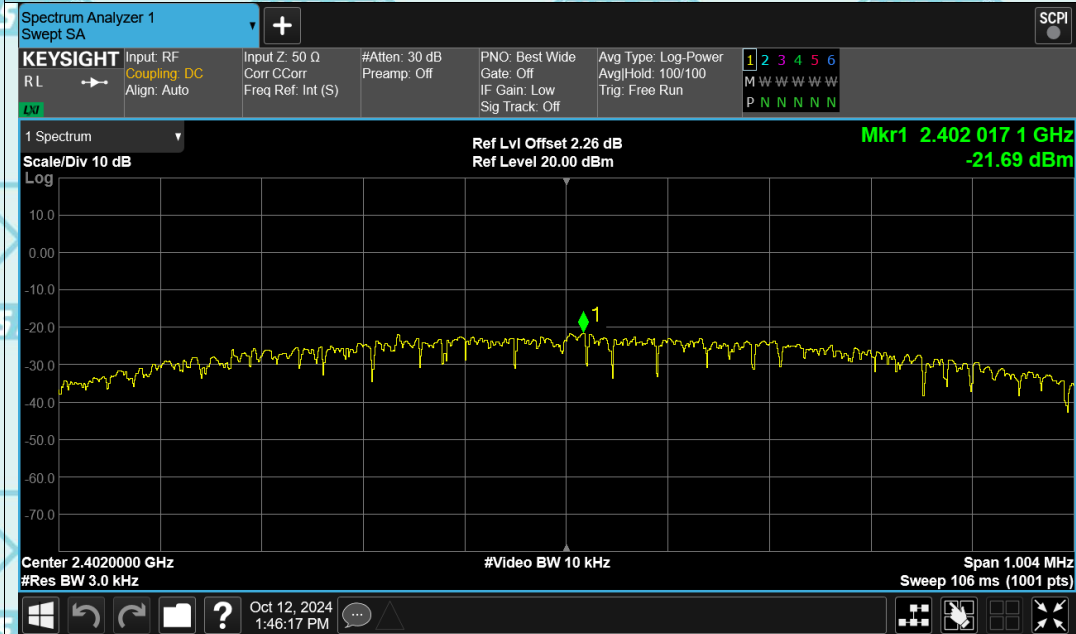 Spectrum Analyzer 1
Swept SA
+
SCPI
KEYSIGHT
R L
LXI
Input: RF
Coupling: DC
Align: Auto
Input Z: 50 Ω
Corr CCorr
Freq Ref: Int (S)
#Atten: 30 dB
Preamp: Off
PNO: Best Wide
Gate: Off
IF Gain: Low
Sig Track: Off
Avg Type: Log-Power
Avg|Hold: 100/100
Trig: Free Run
1 2 3 4 5 6
M W W W W W
P N N N N N
1 Spectrum
Scale/Div 10 dB
Ref Lvl Offset 2.26 dB
Ref Level 20.00 dBm
Mkr1 2.402 017 1 GHz
-21.69 dBm
Log
10.0
0.00
-10.0
-20.0
-30.0
-40.0
-50.0
-60.0
-70.0
1
Center 2.4020000 GHz
#Res BW 3.0 kHz
#Video BW 10 kHz
Span 1.004 MHz
Sweep 106 ms (1001 pts)
?
Oct 12, 2024
1:46:17 PM